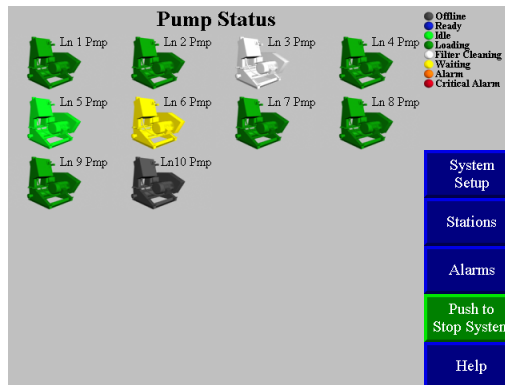 Pump Status
Ln 1 Pmp
Ln 2 Pmp
Ln 3 Pmp
Ln 4 Pmp
Ln 5 Pmp
Ln 6 Pmp
Ln 7 Pmp
Ln 8 Pmp
Ln 9 Pmp
Ln10 Pmp
Offline
Ready
Idle
Loading
Filter Cleaning
Waiting
Alarm
Critical Alarm
System
Setup
Stations
Alarms
Push to
Stop System
Help